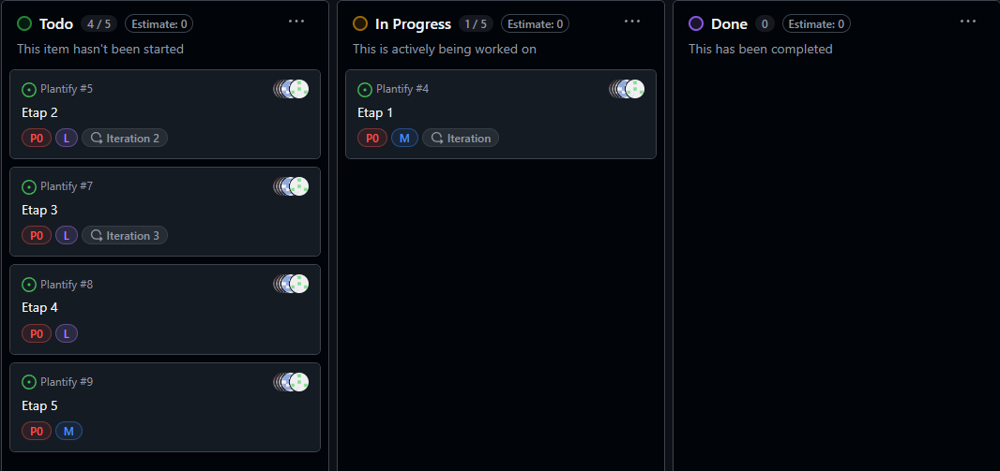 Todo 4 / 5 Estimate: 0 ...
This item hasn't been started
Plantify #5
Etap 2
P0 L Iteration 2
Plantify #7
Etap 3
P0 L Iteration 3
Plantify #8
Etap 4
P0 L
Plantify #9
Etap 5
P0 M
In Progress 1 / 5 Estimate: 0 ...
This is actively being worked on
Plantify #4
Etap 1
P0 M Iteration
Done 0 Estimate: 0 ...
This has been completed